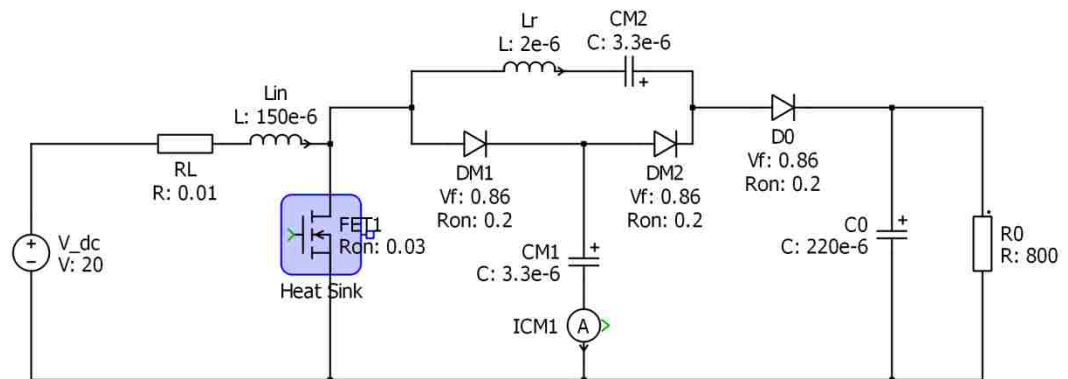 Lr
L: 2e-6
CM2
C: 3.3e-6
+
Lin
L: 150e-6
RL
R: 0.01
DM1
Vf: 0.86
Ron: 0.2
DM2
Vf: 0.86
Ron: 0.2
D0
Vf: 0.86
Ron: 0.2
V_dc
V: 20
+
FET1
Ron: 0.03
Heat Sink
CM1
C: 3.3e-6
+
ICM1
A
C0
C: 220e-6
+
R0
R: 800